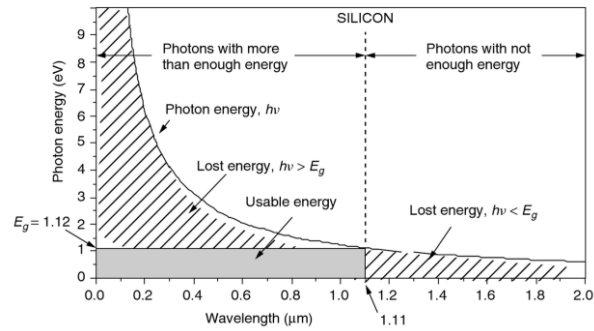 SILICON
9
8
7
6
5
4
3
2
1
0
Photon energy (eV)
Photons with more
than enough energy
Photons with not
enough energy
Photon energy, hν
Lost energy, hν > Eg
Usable energy
Lost energy, hν < Eg
Eg = 1.12
0.0 0.2 0.4 0.6 0.8 1.0 1.2 1.4 1.6 1.8 2.0
1.11
Wavelength (μm)